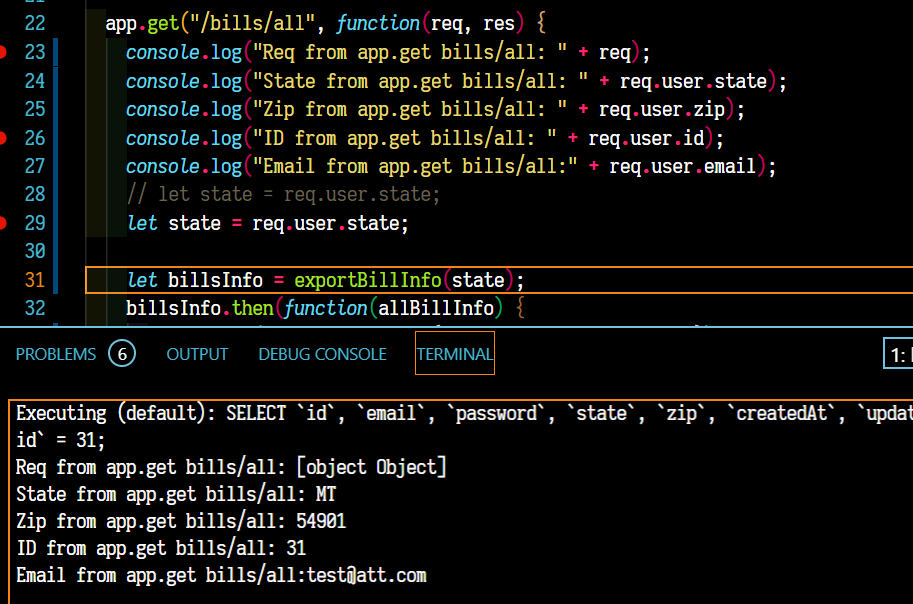 22 app.get("/bills/all", function(req, res) {
23 console.log("Req from app.get bills/all: " + req);
24 console.log("State from app.get bills/all: " + req.user.state);
25 console.log("Zip from app.get bills/all: " + req.user.zip);
26 console.log("ID from app.get bills/all: " + req.user.id);
27 console.log("Email from app.get bills/all:" + req.user.email);
28 // let state = req.user.state;
29 let state = req.user.state;
30
31 let billsInfo = exportBillInfo(state);
32 billsInfo.then(function(allBillInfo) {
PROBLEMS 6 OUTPUT DEBUG CONSOLE TERMINAL 1:
Executing (default): SELECT `id`, `email`, `password`, `state`, `zip`, `createdAt`, `updat
id` = 31;
Req from app.get bills/all: [object Object]
State from app.get bills/all: MT
Zip from app.get bills/all: 54901
ID from app.get bills/all: 31
Email from app.get bills/all:test@att.com